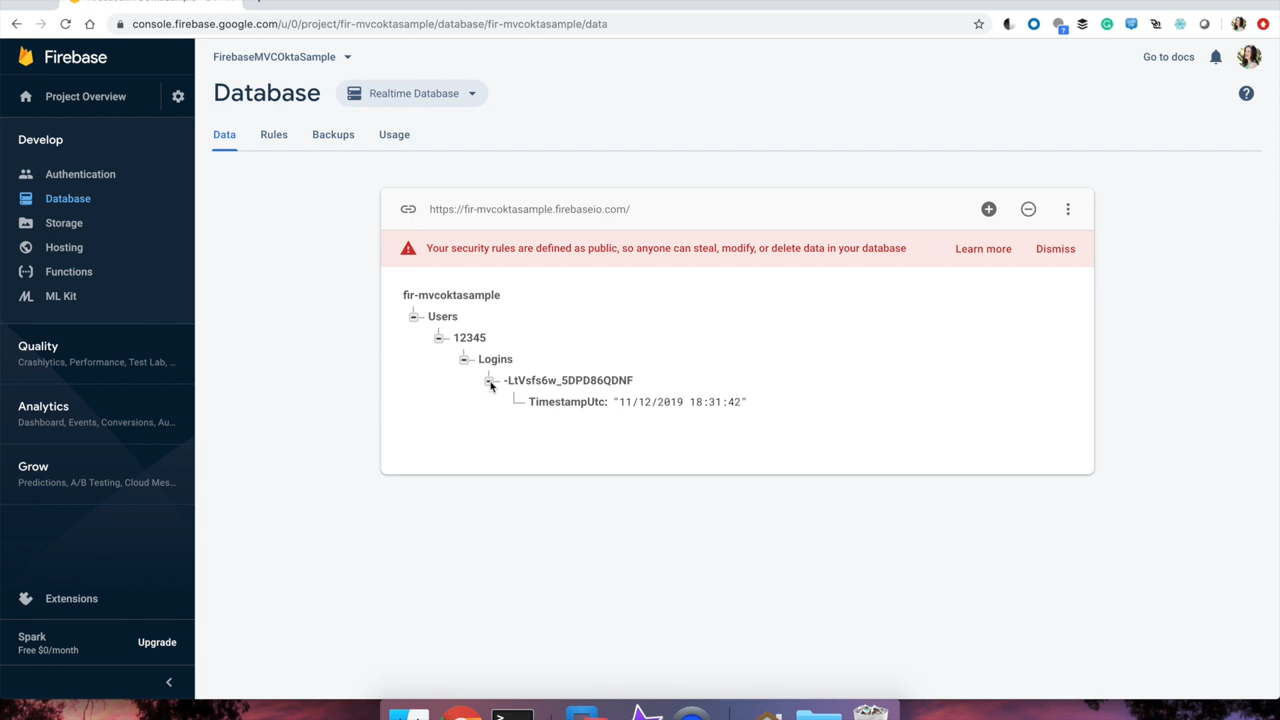 console.firebase.google.com/u/0/project/fir-mvcoktasample/database/fir-mvcoktasample/data
?
Firebase
FirebaseMVCOktaSample
Go to docs
Project Overview
Database
Realtime Database
?
Data
Rules
Backups
Usage
Develop
Authentication
Database
Storage
Hosting
Functions
ML Kit
https://fir-mvcoktasample.firebaseio.com/
Your security rules are defined as public, so anyone can steal, modify, or delete data in your database
Learn more
Dismiss
fir-mvcoktasample
Users
12345
Logins
-LtVsfs6w_5DPD86QDNF
TimestampUtc: "11/12/2019 18:31:42"
Quality
Crashlytics, Performance, Test Lab, ...
Analytics
Dashboard, Events, Conversions, Au...
Grow
Predictions, A/B Testing, Cloud Mes...
Extensions
Spark
Free $0/month
Upgrade